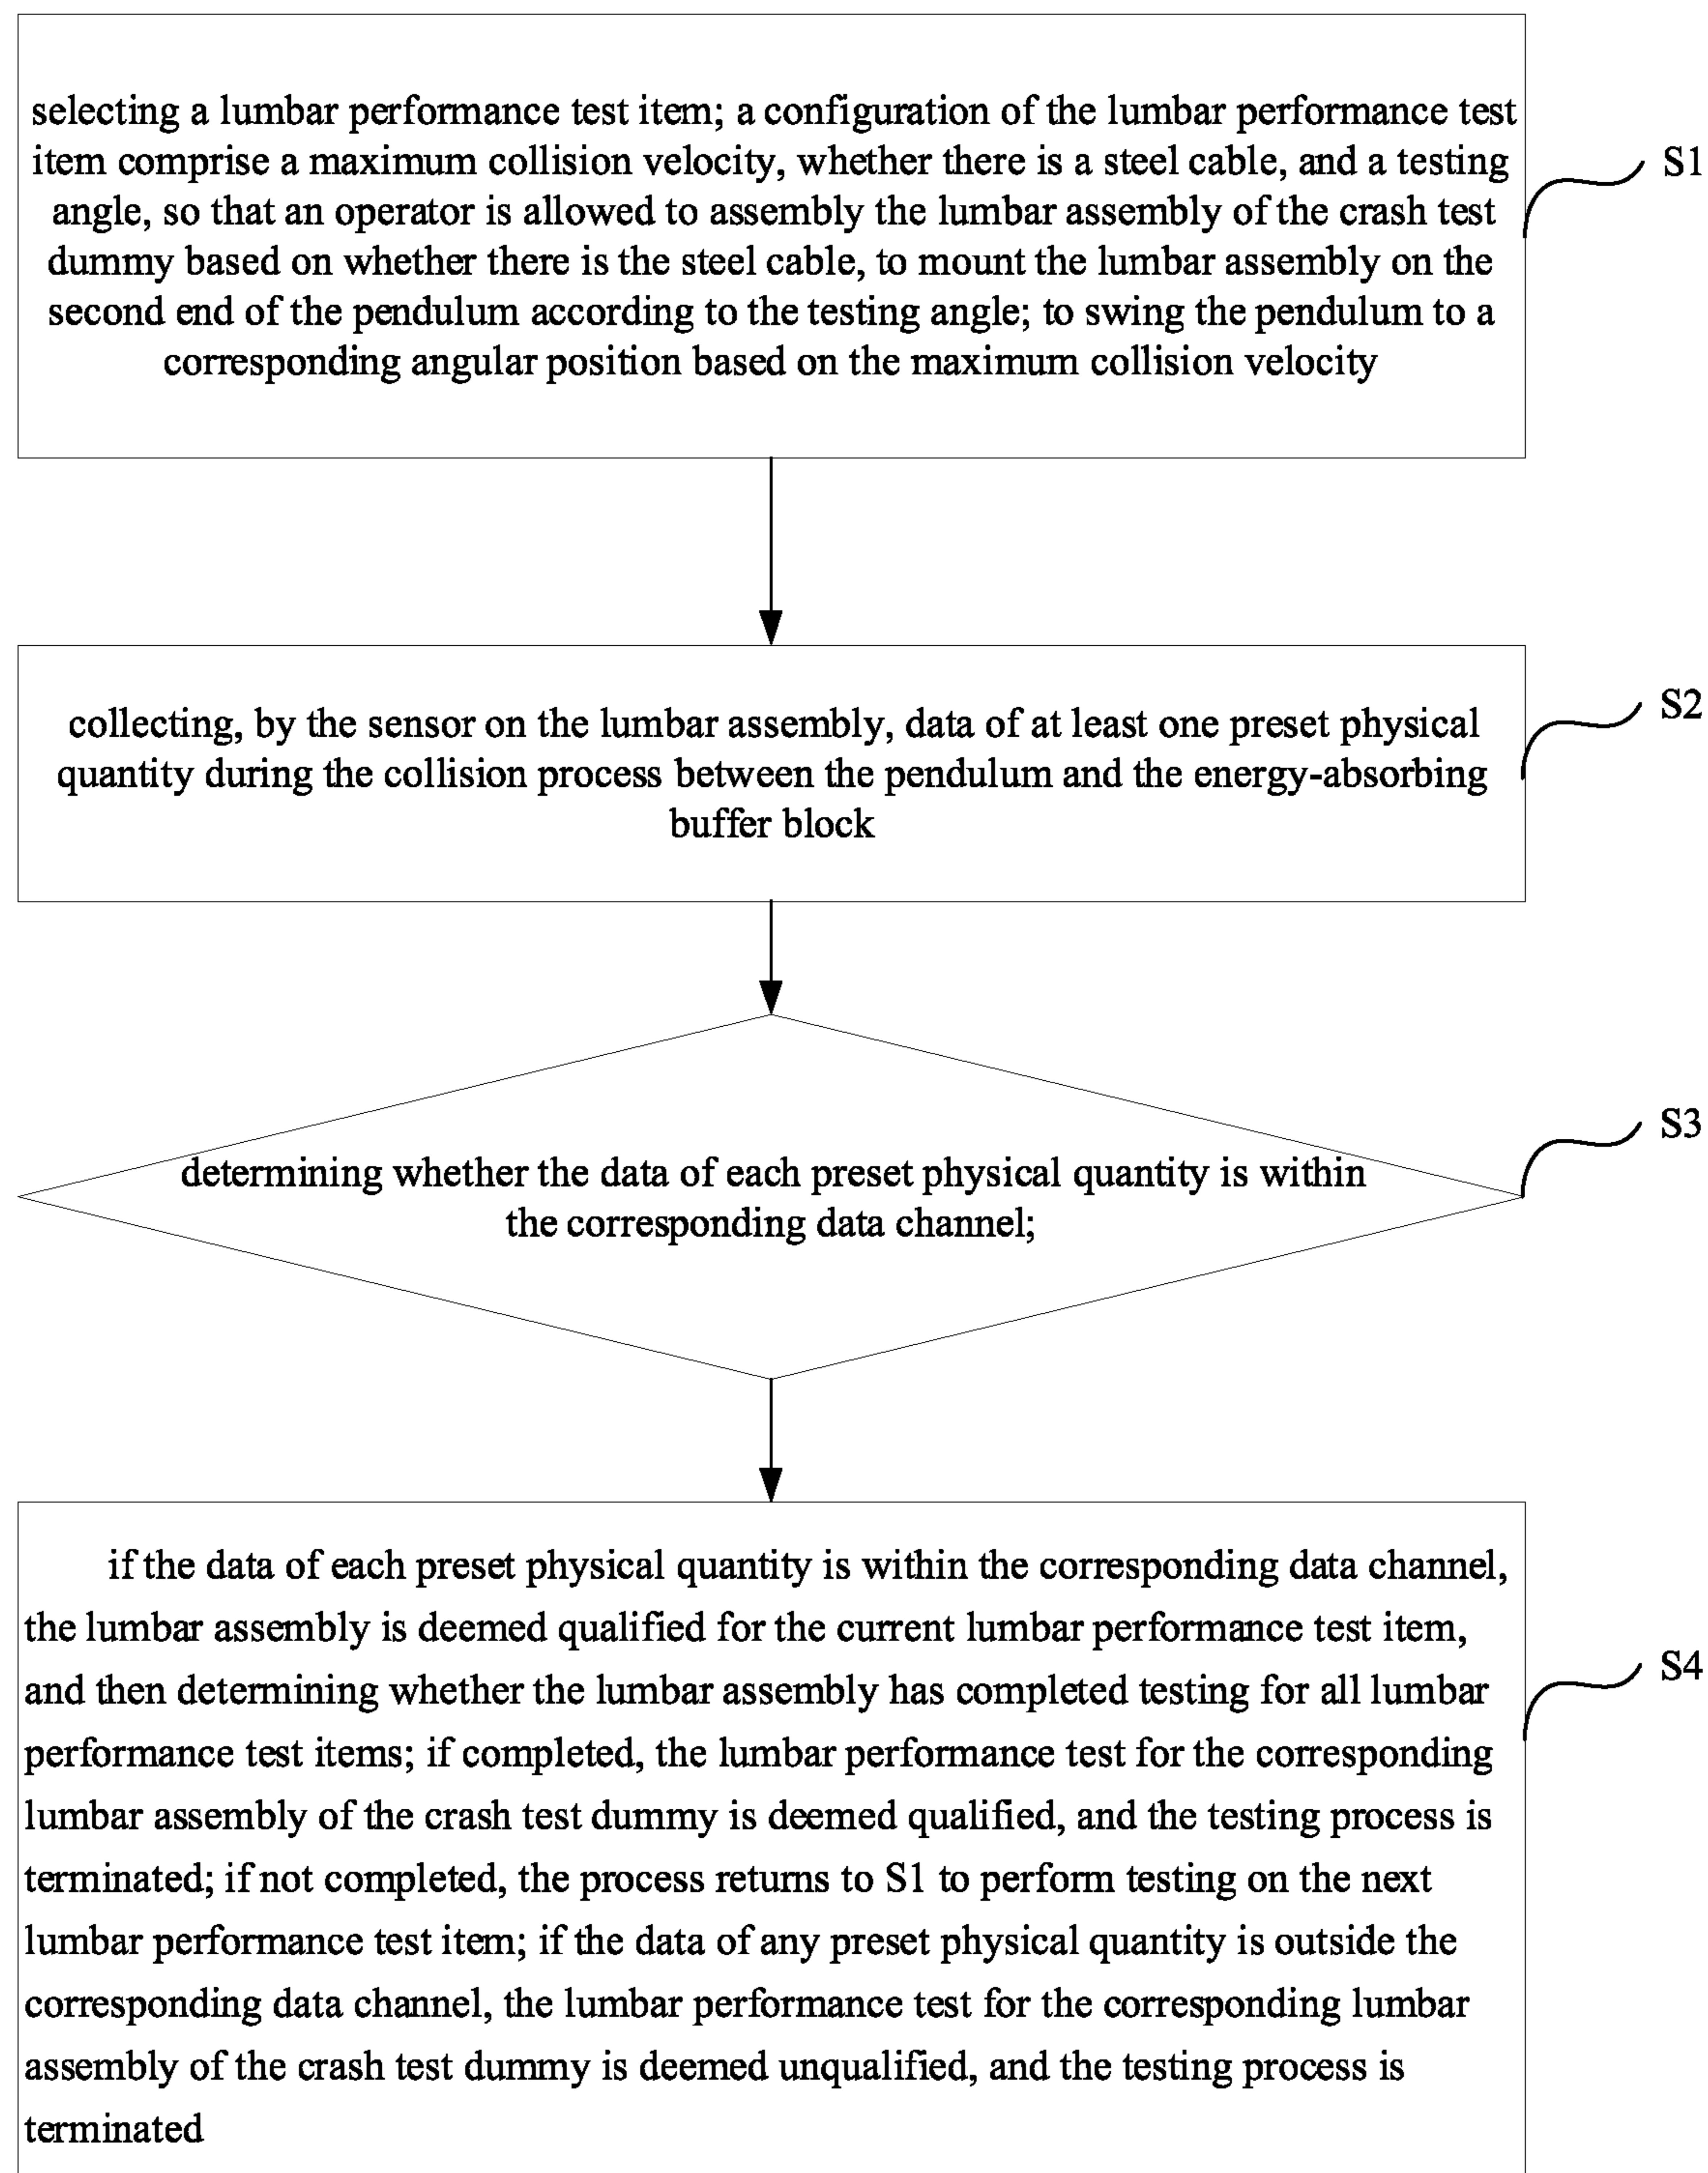 selecting a lumbar performance test item; a configuration of the lumbar performance test
item comprise a maximum collision velocity, whether there is a steel cable, and a testing
angle, so that an operator is allowed to assembly the lumbar assembly of the crash test
dummy based on whether there is the steel cable, to mount the lumbar assembly on the
second end of the pendulum according to the testing angle; to swing the pendulum to a
corresponding angular position based on the maximum collision velocity
S1
collecting, by the sensor on the lumbar assembly, data of at least one preset physical
quantity during the collision process between the pendulum and the energy-absorbing
buffer block
S2
determining whether the data of each preset physical quantity is within
the corresponding data channel;
S3
if the data of each preset physical quantity is within the corresponding data channel,
the lumbar assembly is deemed qualified for the current lumbar performance test item,
and then determining whether the lumbar assembly has completed testing for all lumbar
performance test items; if completed, the lumbar performance test for the corresponding
lumbar assembly of the crash test dummy is deemed qualified, and the testing process is
terminated; if not completed, the process returns to S1 to perform testing on the next
lumbar performance test item; if the data of any preset physical quantity is outside the
corresponding data channel, the lumbar performance test for the corresponding lumbar
assembly of the crash test dummy is deemed unqualified, and the testing process is
terminated
S4